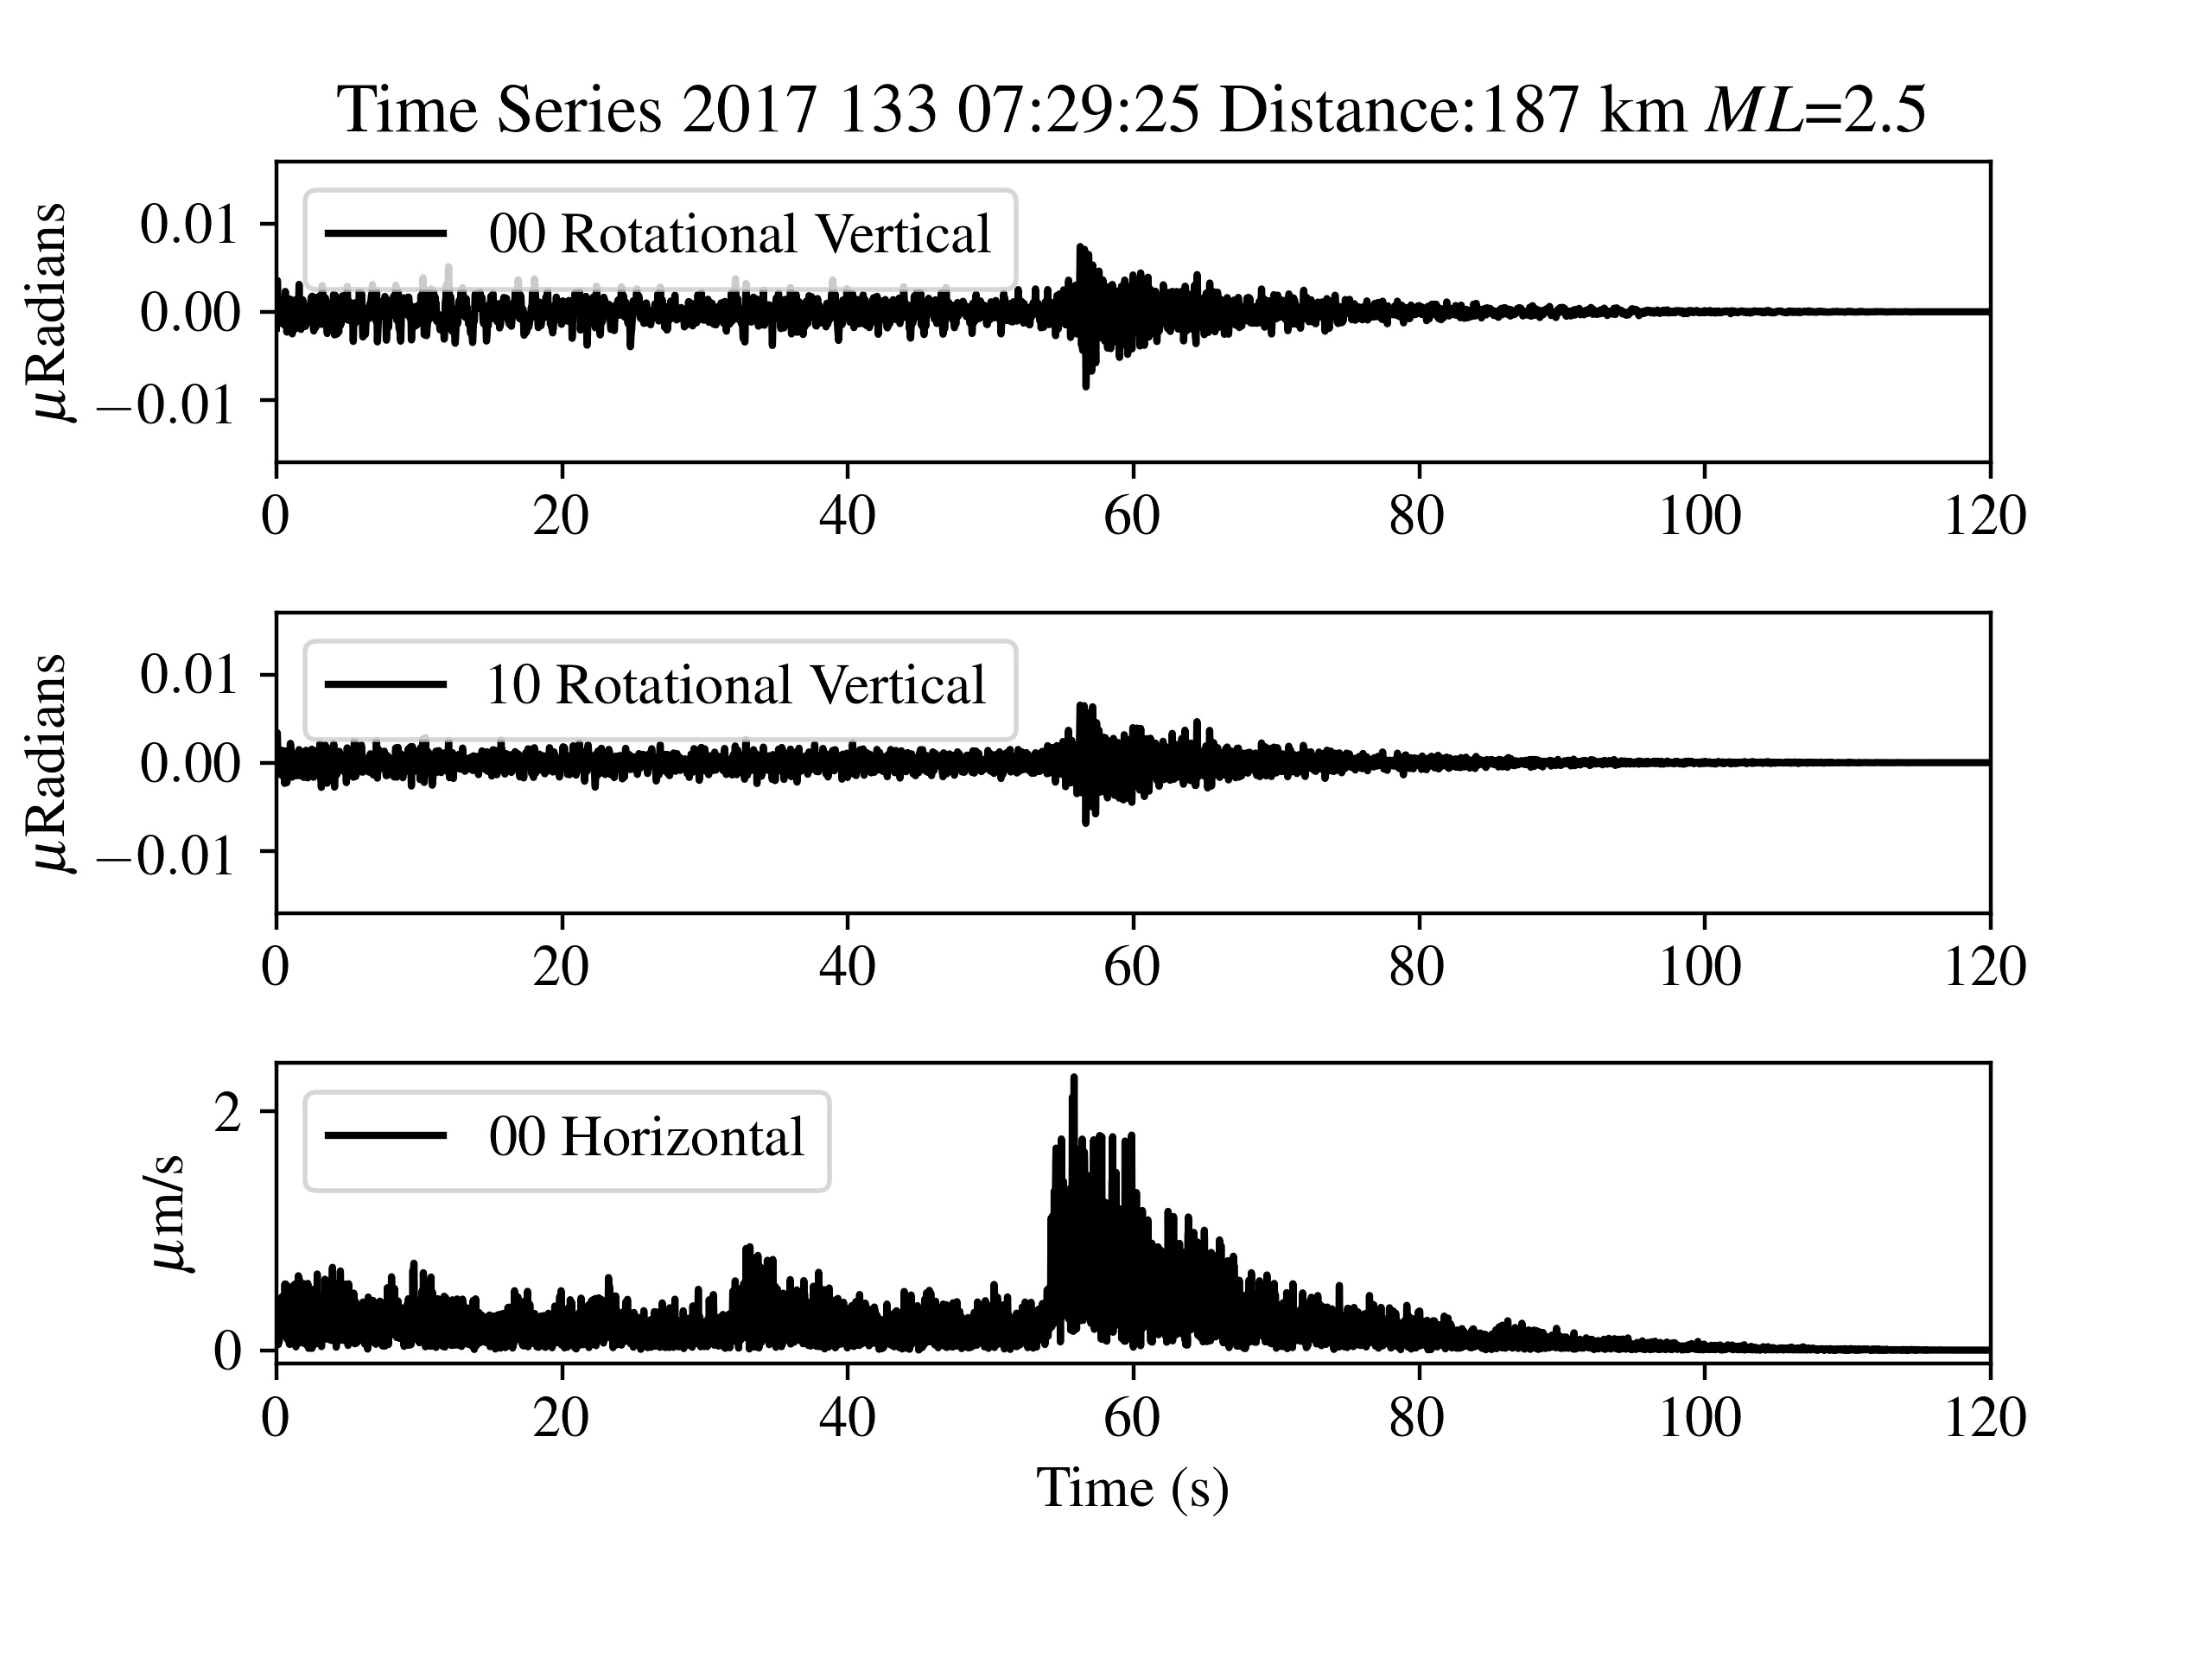 Time Series 2017 133 07:29:25 Distance:187 km ML=2.5
µRadians
0.01
0.00
−0.01
00 Rotational Vertical
0 20 40 60 80 100 120
µRadians
0.01
0.00
−0.01
10 Rotational Vertical
0 20 40 60 80 100 120
µm/s
2
0
00 Horizontal
0 20 40 60 80 100 120
Time (s)